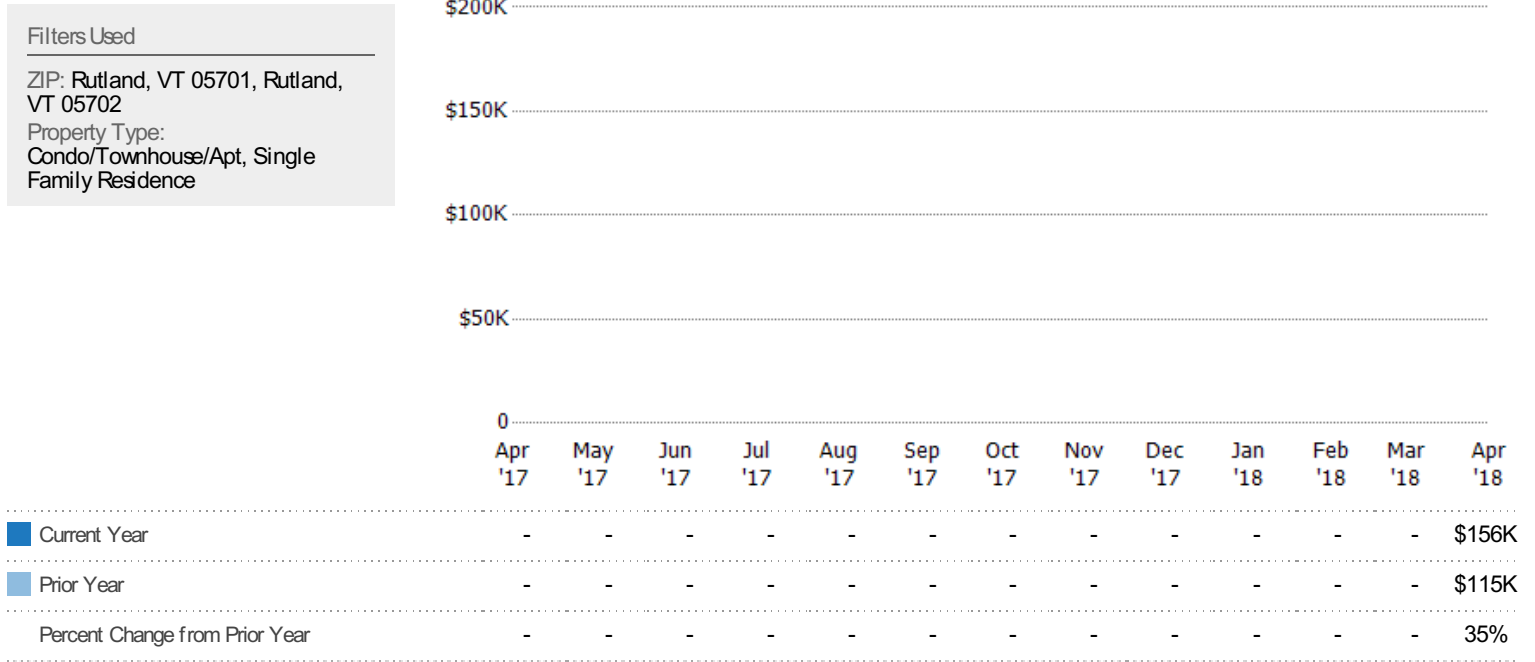 Filters Used
ZIP: Rutland, VT 05701, Rutland,
VT 05702
Property Type:
Condo/Townhouse/Apt, Single
Family Residence
$200K
$150K
$100K
$50K
0
Apr May Jun Jul Aug Sep Oct Nov Dec Jan Feb Mar Apr
'17 '17 '17 '17 '17 '17 '17 '17 '17 '18 '18 '18 '18
Current Year - - - - - - - - - - - - $156K
Prior Year - - - - - - - - - - - - $115K
Percent Change from Prior Year - - - - - - - - - - - - 35%